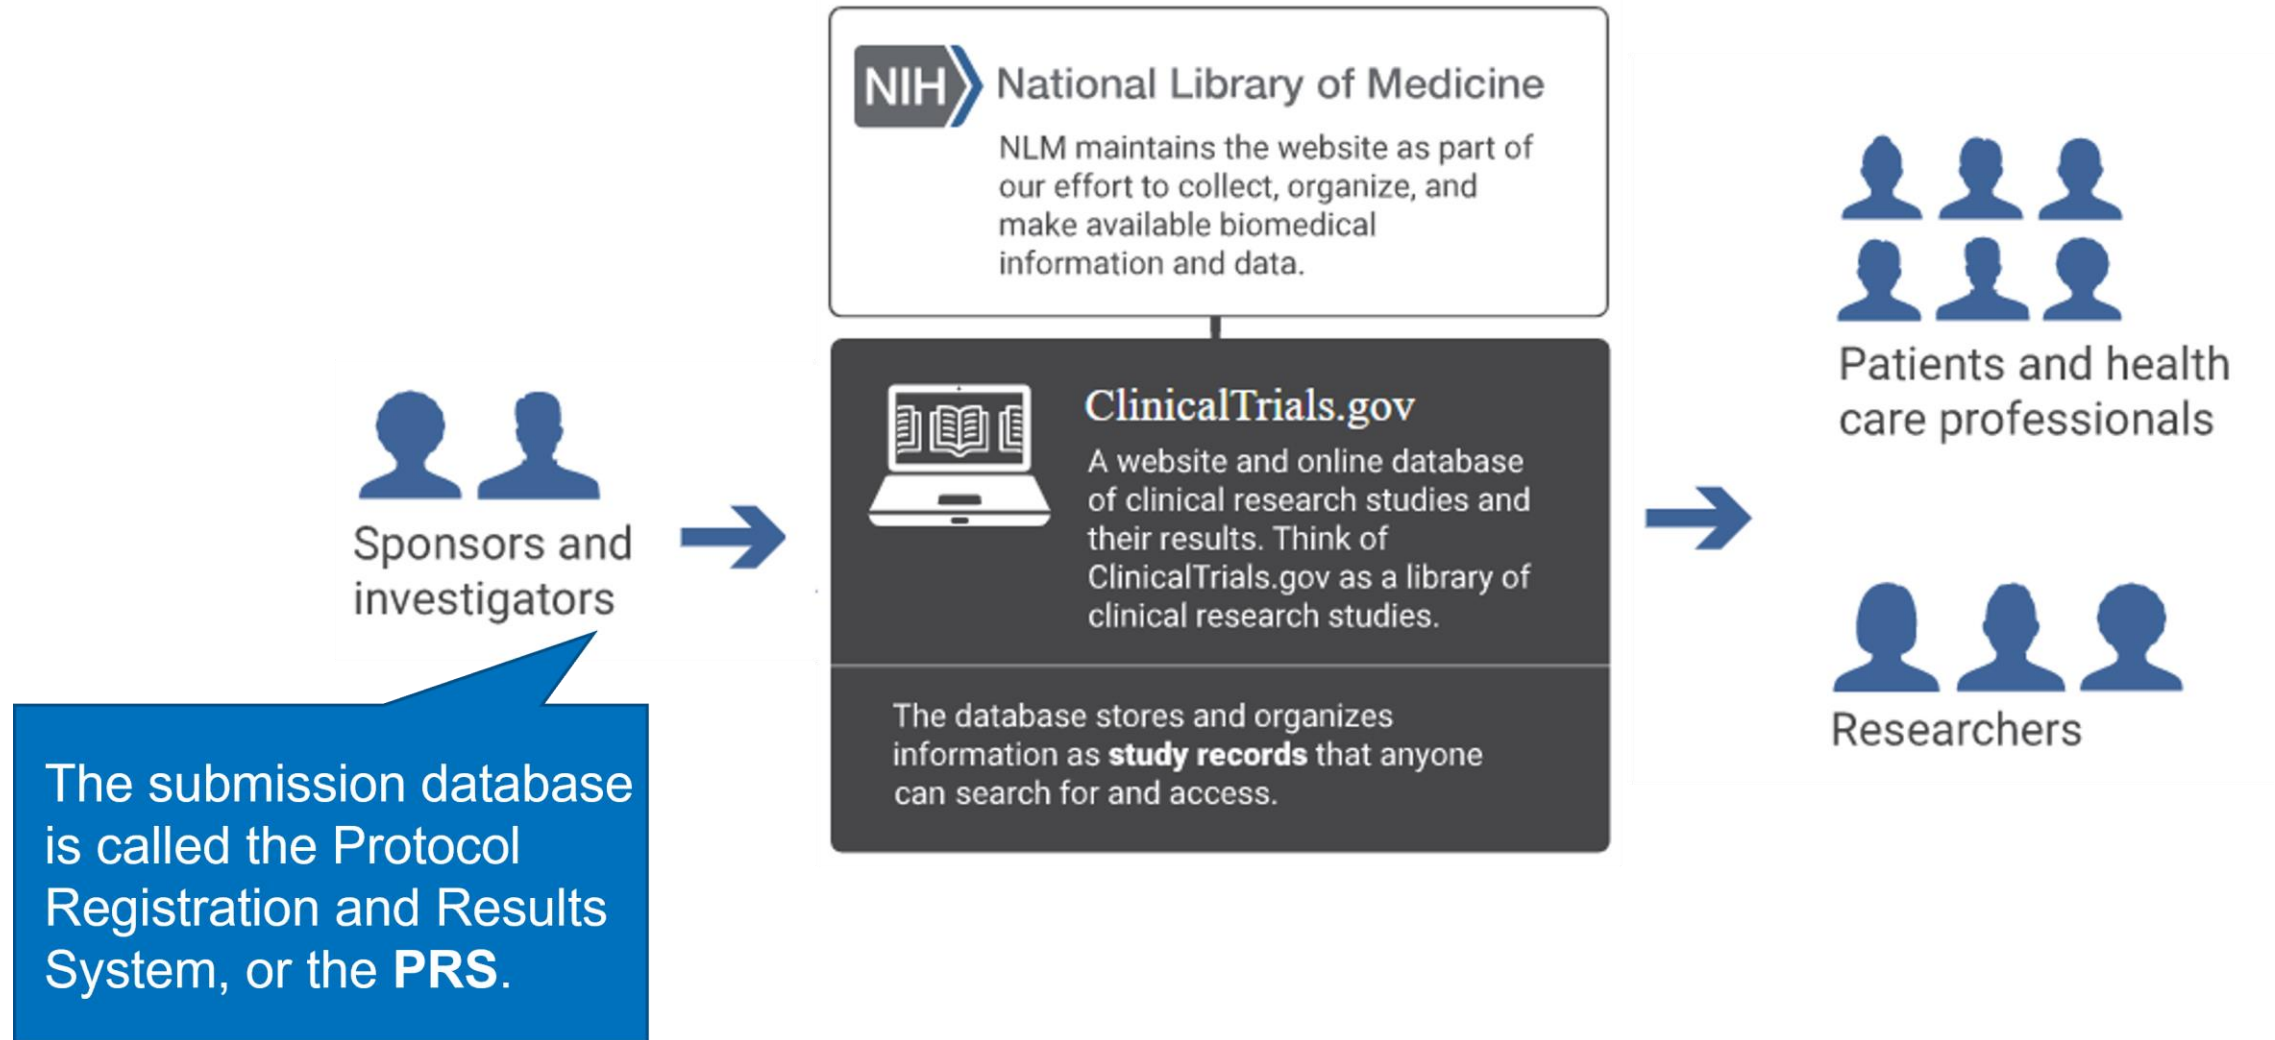 NIH National Library of Medicine
NLM maintains the website as part of
our effort to collect, organize, and
make available biomedical
information and data.
Sponsors and
investigators
The submission database
is called the Protocol
Registration and Results
System, or the PRS.
ClinicalTrials.gov
A website and online database
of clinical research studies and
their results. Think of
ClinicalTrials.gov as a library of
clinical research studies.
The database stores and organizes
information as study records that anyone
can search for and access.
Patients and health
care professionals
Researchers